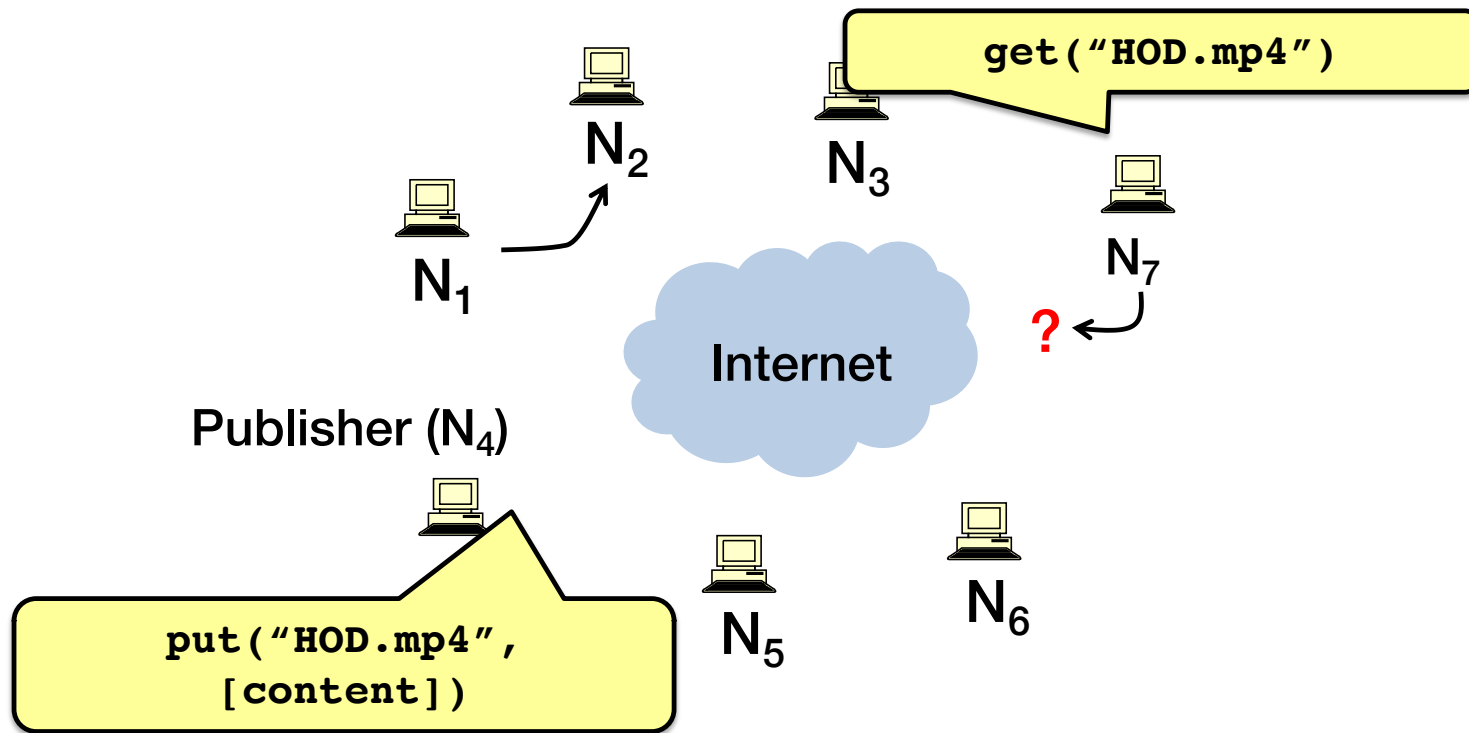 get(“HOD.mp4”)
N₂
N₃
N₁
N₇
?
Internet
Publisher (N₄)
N₆
N₅
put(“HOD.mp4”,
[content])